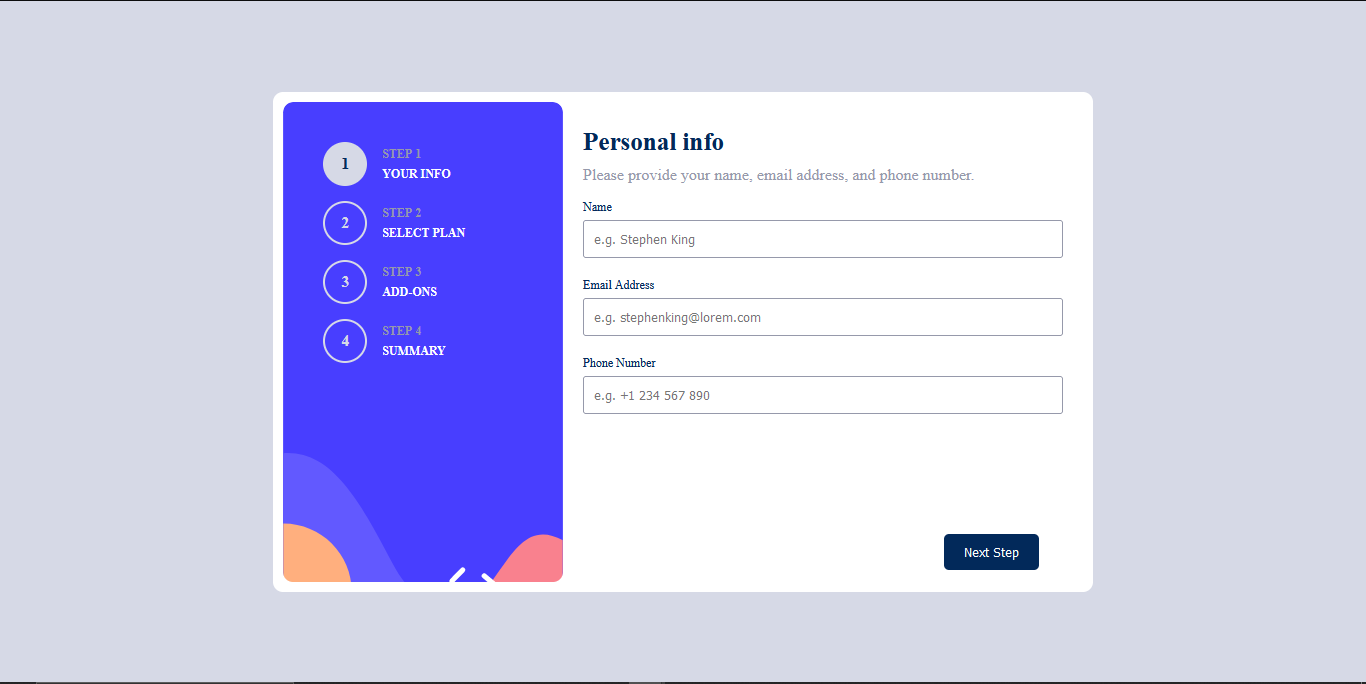 1
STEP 1
YOUR INFO
2
STEP 2
SELECT PLAN
3
STEP 3
ADD-ONS
4
STEP 4
SUMMARY
Personal info
Please provide your name, email address, and phone number.
Name
e.g. Stephen King
Email Address
e.g. stephenking@lorem.com
Phone Number
e.g. +1 234 567 890
Next Step